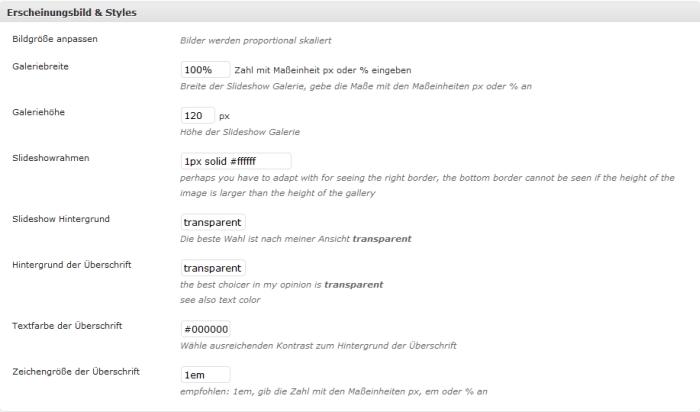 Erscheinungsbild & Styles
Bildgröße anpassen
Bilder werden proportional skaliert
Galeriebreite
100% Zahl mit Maßeinheit px oder % eingeben
Breite der Slideshow Galerie, gebe die Maße mit den Maßeinheiten px oder % an
Galeriehöhe
120 px
Höhe der Slideshow Galerie
Slideshowrahmen
1px solid #ffffff
perhaps you have to adapt with for seeing the right border, the bottom border cannot be seen if the height of the
image is larger than the height of the gallery
Slideshow Hintergrund
transparent
Die beste Wahl ist nach meiner Ansicht transparent
Hintergrund der Überschrift
transparent
the best choicer in my opinion is transparent
see also text color
Textfarbe der Überschrift
#000000
Wähle ausreichenden Kontrast zum Hintergrund der Überschrift
Zeichengröße der Überschrift
1em
empfohlen: 1em, gib die Zahl mit den Maßeinheiten px, em oder % an